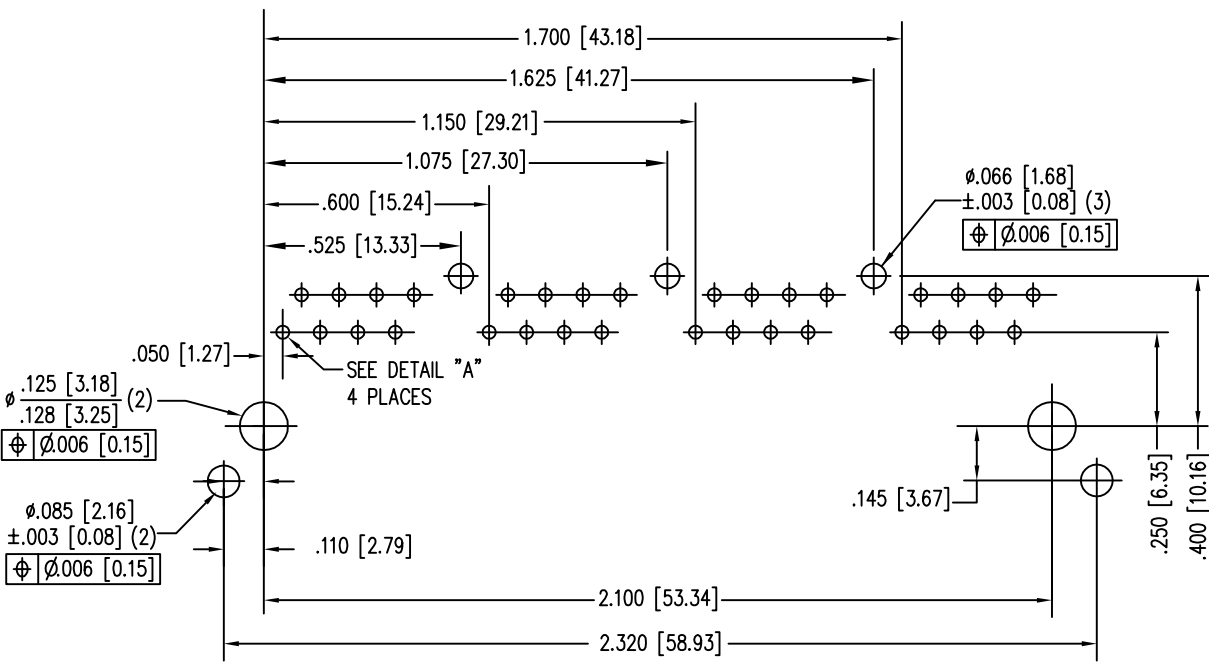 1.700 [43.18]
1.625 [41.27]
1.150 [29.21]
1.075 [27.30]
.600 [15.24]
.525 [13.33]
ø.066 [1.68]
±.003 [0.08] (3)
⌖ Ø.006 [0.15]
.050 [1.27]
SEE DETAIL "A"
4 PLACES
ø .125 [3.18]
.128 [3.25] (2)
⌖ Ø.006 [0.15]
ø.085 [2.16]
±.003 [0.08] (2)
⌖ Ø.006 [0.15]
.110 [2.79]
.145 [3.67]
.250 [6.35]
.400 [10.16]
2.100 [53.34]
2.320 [58.93]